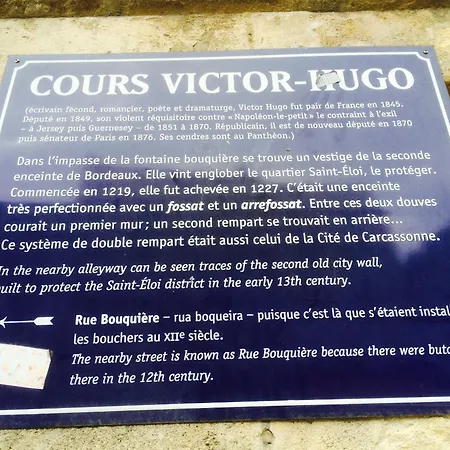 COURS VICTOR-HUGO
(écrivain fécond, romancier, poète et dramaturge, Victor Hugo fut pair de France en 1845.
Député en 1849, son violent réquisitoire contre «Napoléon-le-petit» le contraint à l'exil
– à Jersey puis Guernesey – de 1851 à 1870. Républicain, il est de nouveau député en 1870
puis sénateur de Paris en 1876. Ses cendres sont au Panthéon.)
Dans l'impasse de la fontaine bouquière se trouve un vestige de la seconde
enceinte de Bordeaux. Elle vint englober le quartier Saint-Éloi, le protéger.
Commencée en 1219, elle fut achevée en 1227. C'était une enceinte
très perfectionnée avec un fossat et un arrefossat. Entre ces deux douves
courait un premier mur; un second rempart se trouvait en arrière...
Ce système de double rempart était aussi celui de la Cité de Carcassonne.
In the nearby alleyway can be seen traces of the second old city wall,
uilt to protect the Saint-Éloi district in the early 13th century.
Rue Bouquière – rua boqueira – puisque c'est là que s'étaient instal
les bouchers au XIIe siècle.
The nearby street is known as Rue Bouquière because there were butc
there in the 12th century.